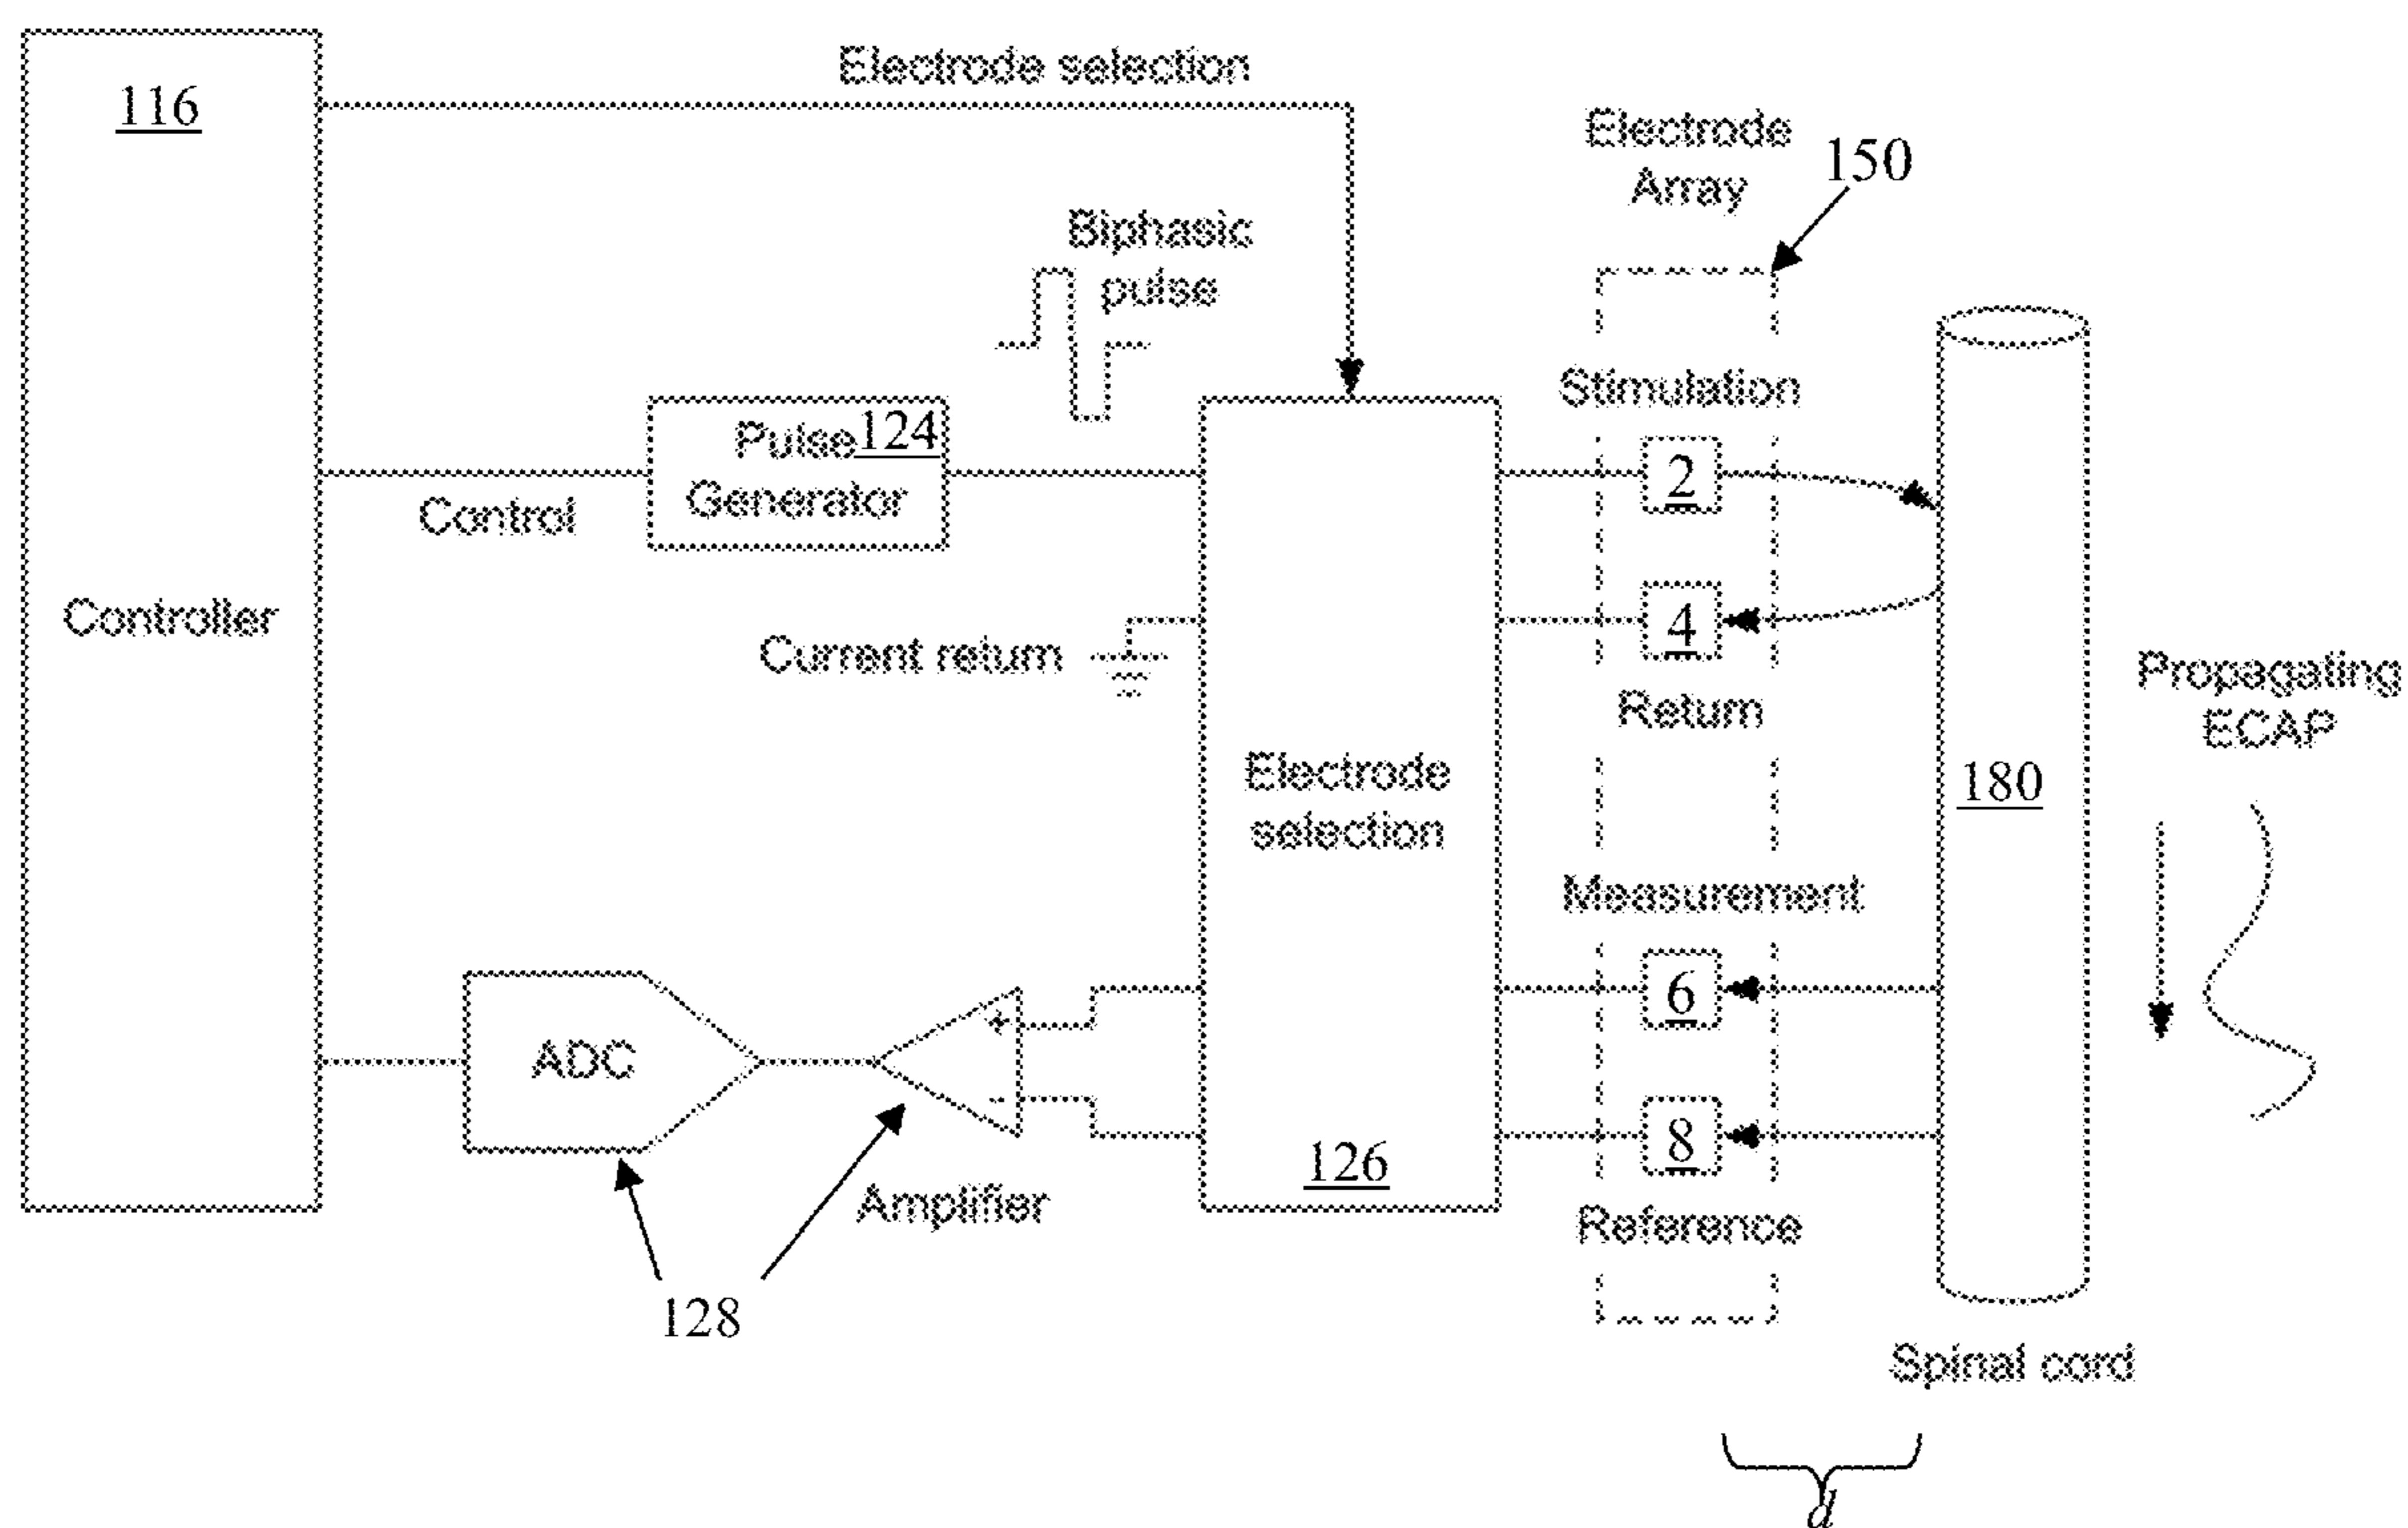 116
Controller
Electrode selection
Biphasic
pulse
Pulse 124
Generator
Control
Current return
Electrode
selection
126
ADC
+
-
Amplifier
128
Electrode
Array
150
Stimulation
2
4
Return
Measurement
6
8
Reference
180
Spinal cord
Propagating
ECAP
d